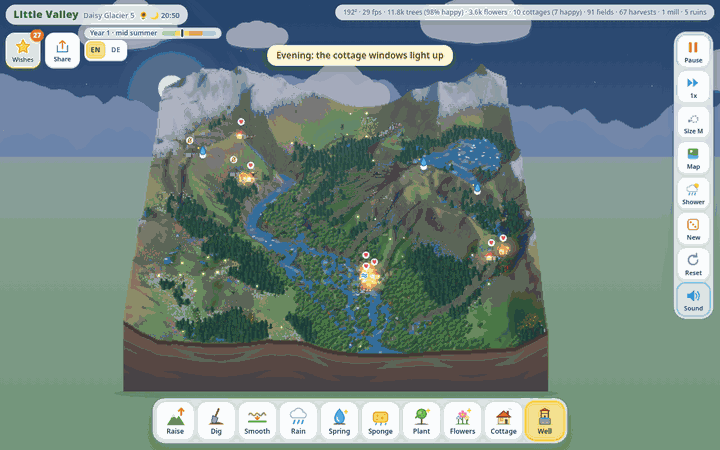 Little Valley Daisy Glacier 5 20:50
192² · 29 fps · 11.8k trees (98% happy) · 3.6k flowers · 10 cottages (7 happy) · 91 fields · 67 harvests · 1 mill · 5 ruins
27
Wishes
Share
Year 1 · mid summer
EN DE
Evening: the cottage windows light up
Pause
1x
Size M
Map
Shower
New
Reset
Sound
Raise Dig Smooth Rain Spring Sponge Plant Flowers Cottage Well